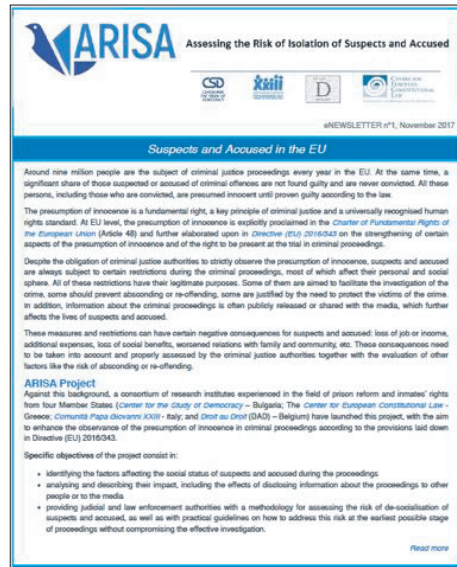 ARISA Assessing the Risk of Isolation of Suspects and Accused
CSD
CENTER FOR
THE STUDY OF
DEMOCRACY
xxiii
D
CENTRE FOR
EUROPEAN
CONSTITUTIONAL
LAW
eNEWSLETTER n°1, November 2017
Suspects and Accused in the EU
Around nine million people are the subject of criminal justice proceedings every year in the EU. At the same time, a
significant share of those suspected or accused of criminal offences are not found guilty and are never convicted. All these
persons, including those who are convicted, are presumed innocent until proven guilty according to the law.
The presumption of innocence is a fundamental right, a key principle of criminal justice and a universally recognised human
rights standard. At EU level, the presumption of innocence is explicitly proclaimed in the Charter of Fundamental Rights of
the European Union (Article 48) and further elaborated upon in Directive (EU) 2016/343 on the strengthening of certain
aspects of the presumption of innocence and of the right to be present at the trial in criminal proceedings.
Despite the obligation of criminal justice authorities to strictly observe the presumption of innocence, suspects and accused
are always subject to certain restrictions during the criminal proceedings, most of which affect their personal and social
sphere. All of these restrictions have their legitimate purposes. Some of them are aimed to facilitate the investigation of the
crime, some should prevent absconding or re-offending, some are justified by the need to protect the victims of the crime.
In addition, information about the criminal proceedings is often publicly released or shared with the media, which further
affects the lives of suspects and accused.
These measures and restrictions can have certain negative consequences for suspects and accused: loss of job or income,
additional expenses, loss of social benefits, worsened relations with family and community, etc. These consequences need
to be taken into account and properly assessed by the criminal justice authorities together with the evaluation of other
factors like the risk of absconding or re-offending.
ARISA Project
Against this background, a consortium of research institutes experienced in the field of prison reform and inmates' rights
from four Member States (Center for the Study of Democracy – Bulgaria; The Center for European Constitutional Law -
Greece; Comunità Papa Giovanni XXIII - Italy; and Droit au Droit (DAD) – Belgium) have launched this project, with the aim
to enhance the observance of the presumption of innocence in criminal proceedings according to the provisions laid down
in Directive (EU) 2016/343.
Specific objectives of the project consist in:
• identifying the factors affecting the social status of suspects and accused during the proceedings
• analysing and describing their impact, including the effects of disclosing information about the proceedings to other
people or to the media
• providing judicial and law enforcement authorities with a methodology for assessing the risk of de-socialisation of
suspects and accused, as well as with practical guidelines on how to address this risk at the earliest possible stage
of proceedings without compromising the effective investigation.
Read more